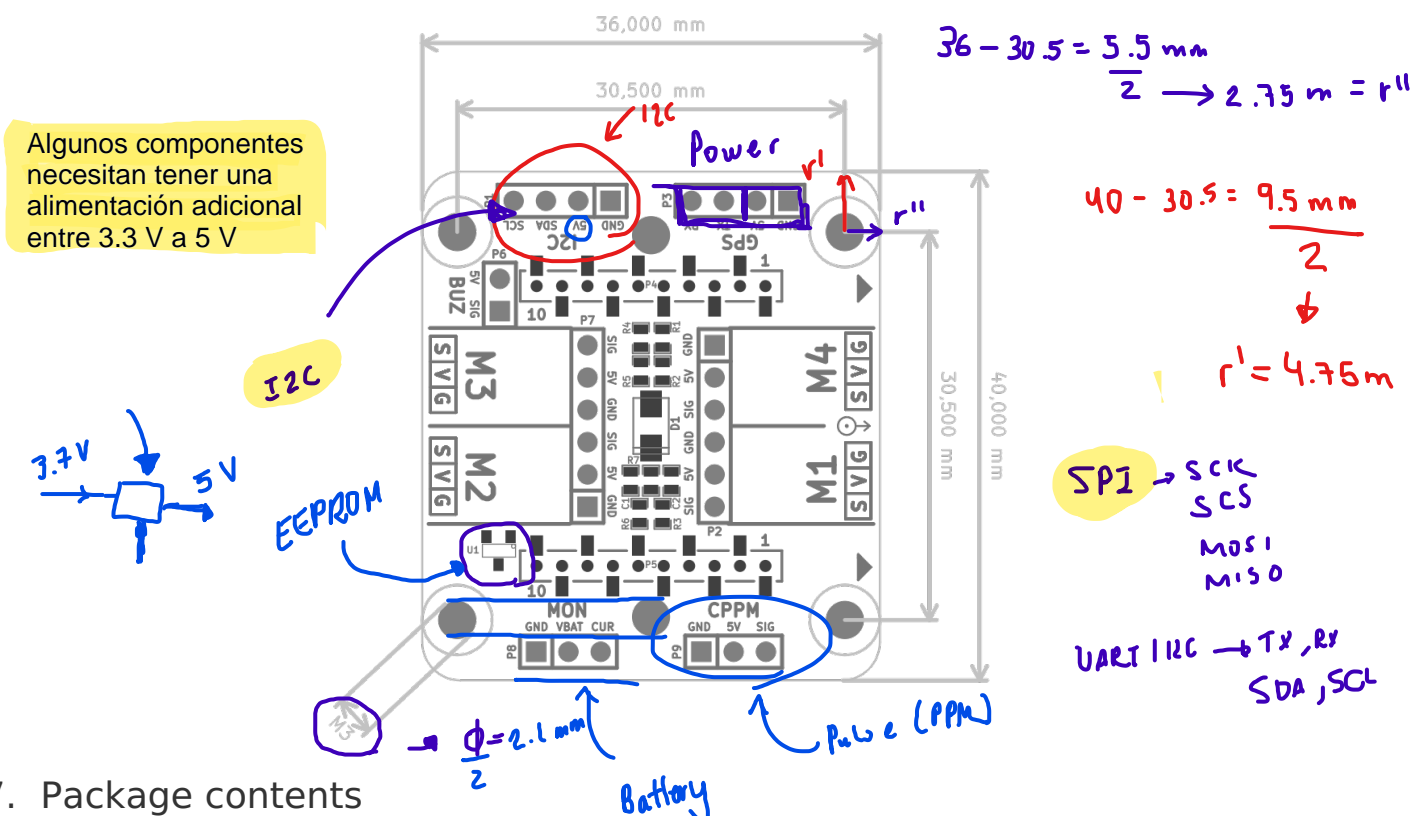 36,000 mm
30,500 mm
36 - 30.5 = 5.5 mm
2 → 2.75 m = r''
Algunos componentes
necesitan tener una
alimentación adicional
entre 3.3 V a 5 V
I2C
Power
r'
r''
40 - 30.5 = 9.5 mm
2
r' = 4.75 m
P3
SCL SDA 5V GND
I2C
GPS
P6
5V SIG
BUZ
P4
1
10
P7
R4 R1
R5 R2
SIG 5V GND SIG 5V GND
GND 5V SIG GND 5V SIG
D1
R7
C1 C2
R6 R3
P2
M3
S V G
M4
S V G
M2
S V G
M1
S V G
30,500 mm
40,000 mm
I2C
3.7 V
5 V
EEPROM
SPI → SCK
SCS
MOSI
MISO
UART / I2C → TX, RX
SDA, SCL
U1
P5
1
10
MON
GND VBAT CUR
P8
CPPM
GND 5V SIG
P9
M3
→ ϕ = 2.1 mm
2
Battery
Pulse (PPM)
. Package contents